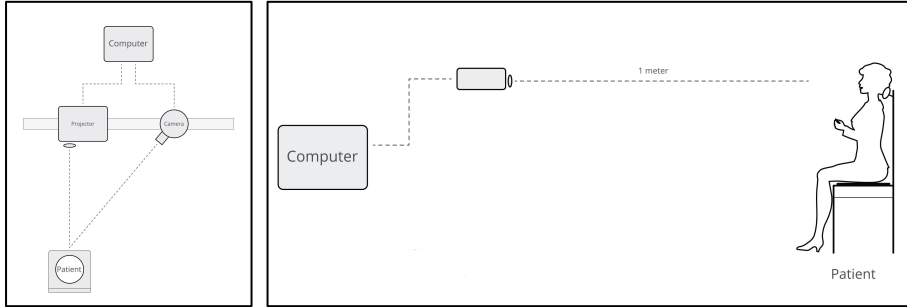 Computer
Projector
Camera
Patient
1 meter
Computer
Patient